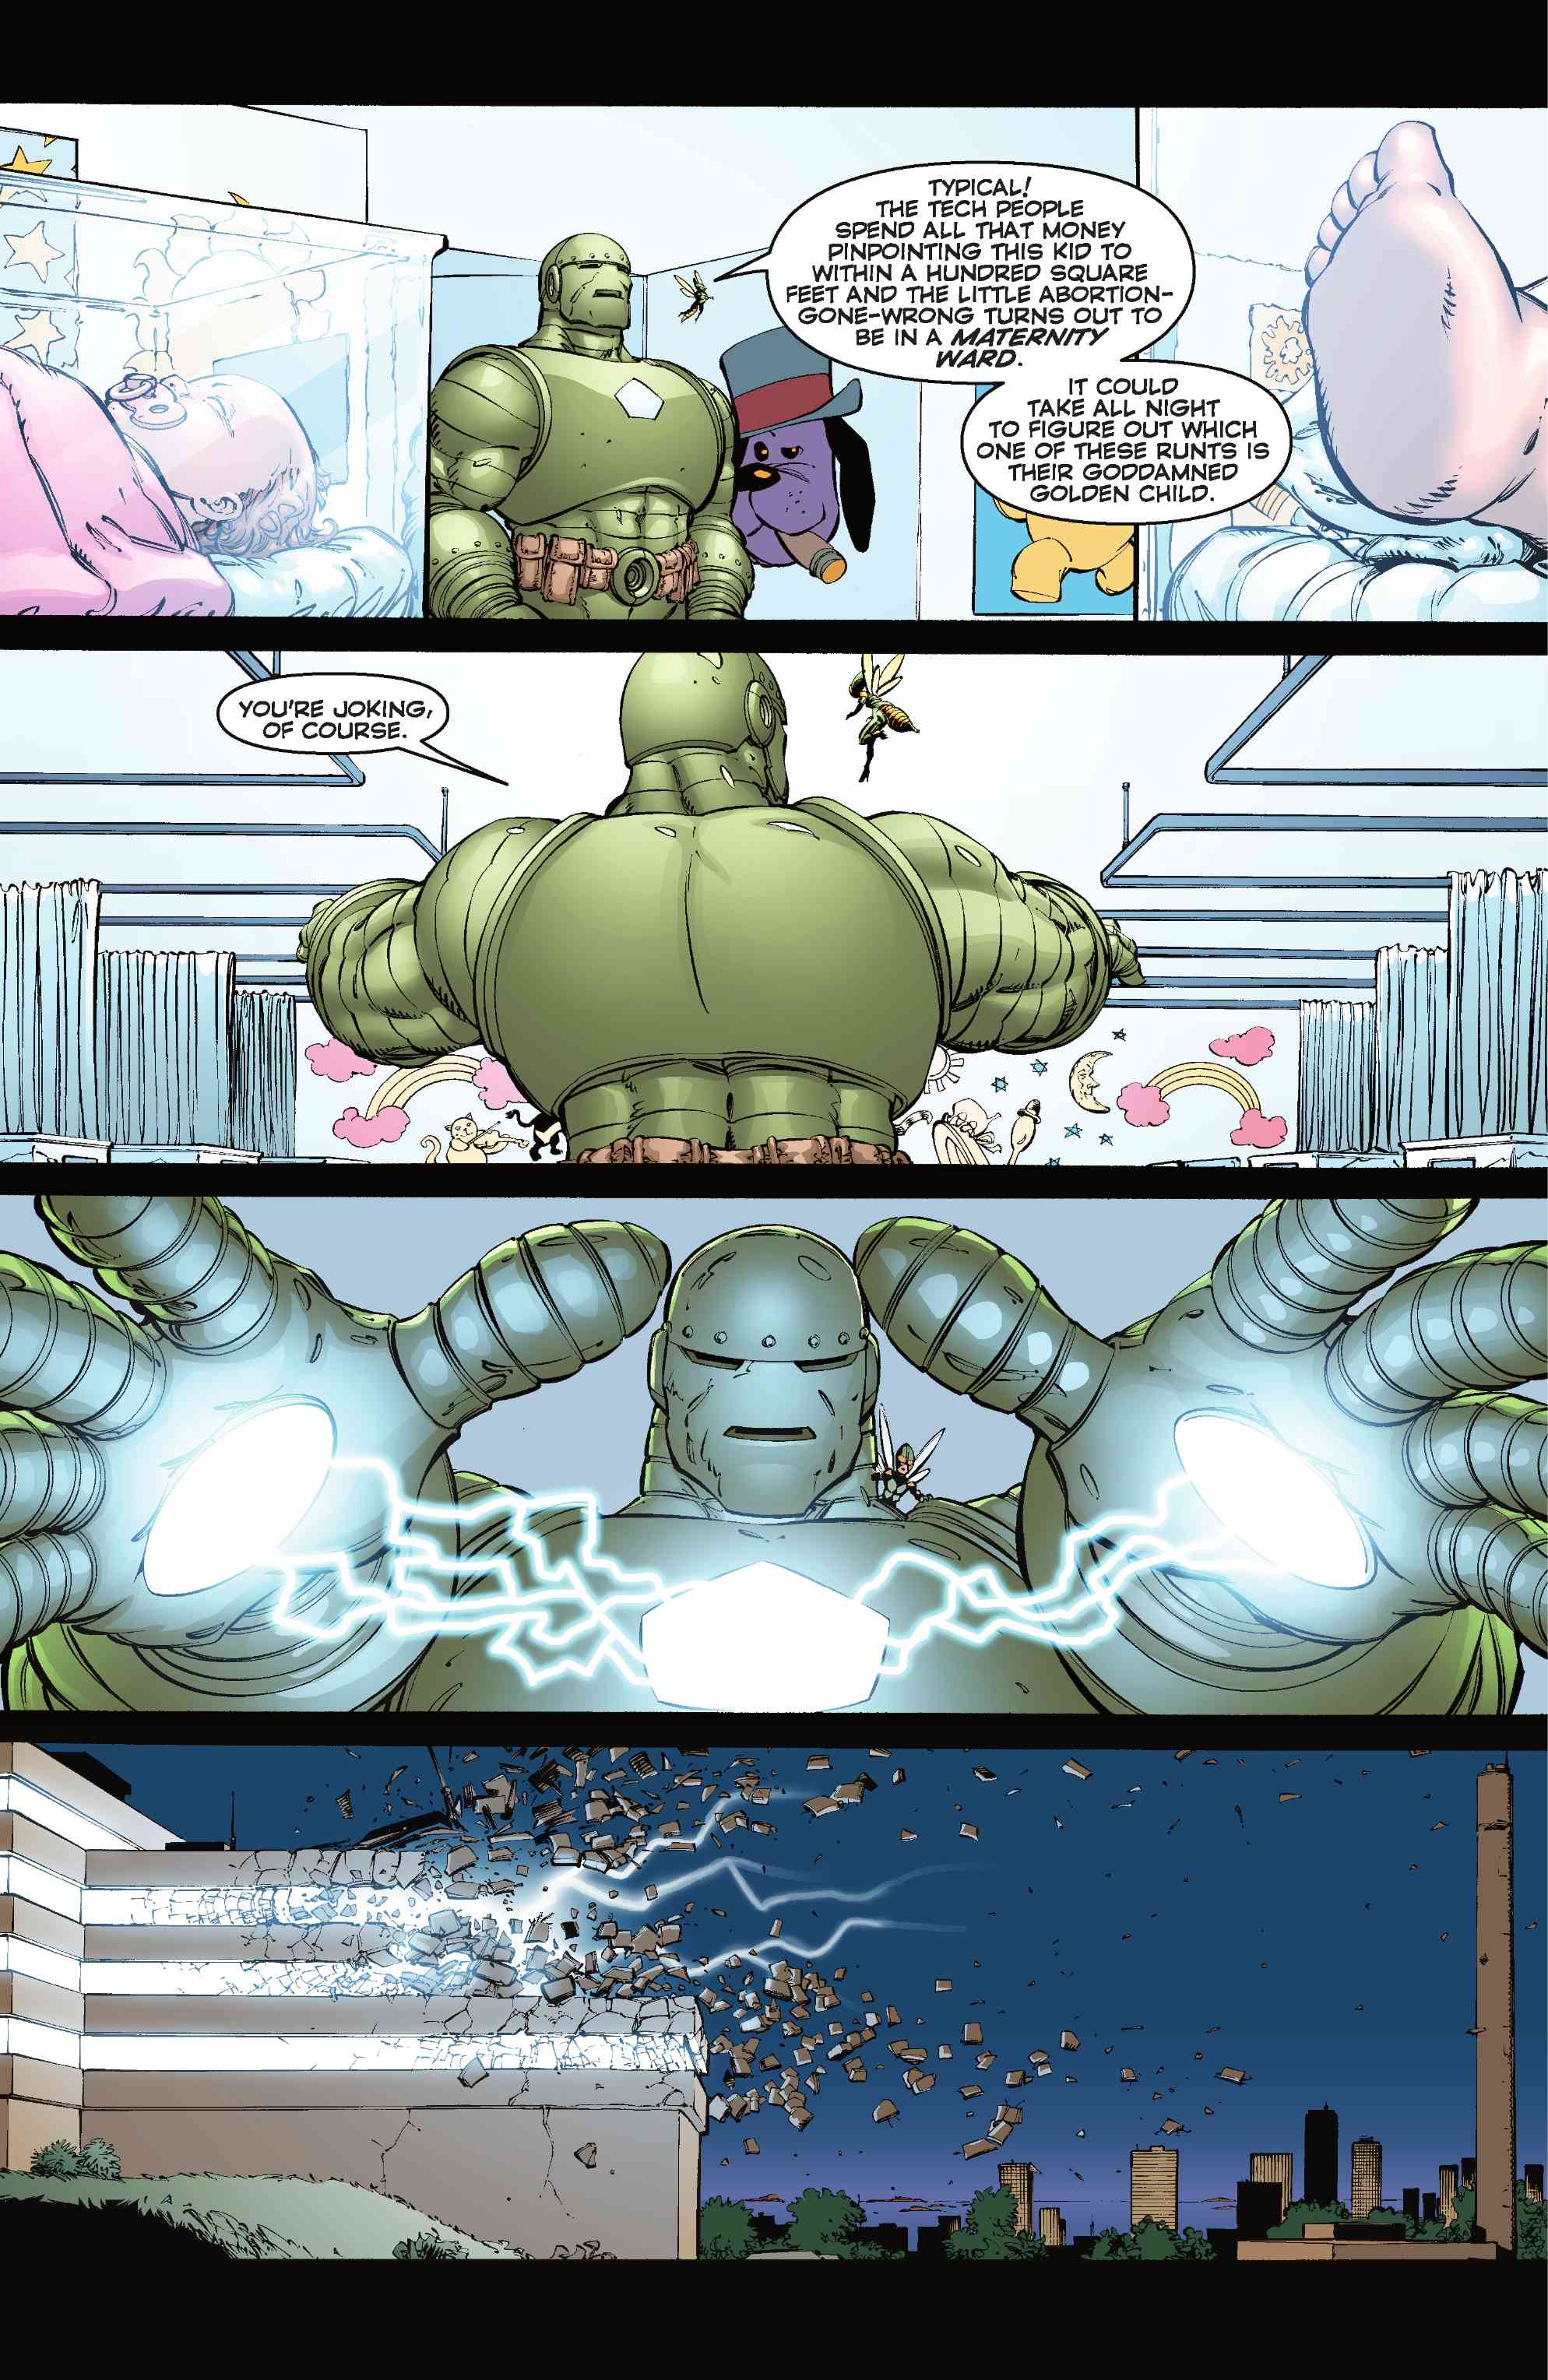 TYPICAL!
THE TECH PEOPLE
SPEND ALL THAT MONEY
PINPOINTING THIS KID TO
WITHIN A HUNDRED SQUARE
FEET AND THE LITTLE ABORTION-
GONE-WRONG TURNS OUT TO
BE IN A MATERNITY
WARD.
IT COULD
TAKE ALL NIGHT
TO FIGURE OUT WHICH
ONE OF THESE RUNTS IS
THEIR GODDAMNED
GOLDEN CHILD.
YOU'RE JOKING,
OF COURSE.